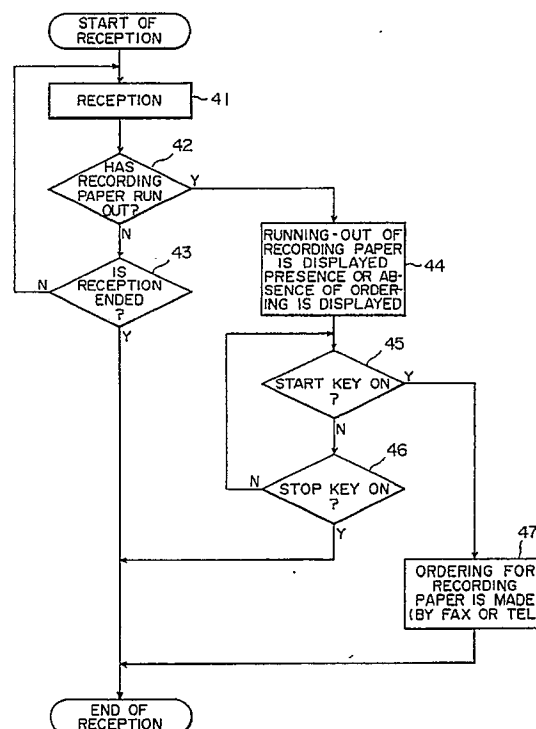 START OF
RECEPTION
RECEPTION
41
42
HAS
RECORDING
PAPER RUN
OUT?
Y
N
43
IS
RECEPTION
ENDED
?
N
Y
RUNNING-OUT OF
RECORDING PAPER
IS DISPLAYED
PRESENCE OR AB-
SENCE OF ORDER-
ING IS DISPLAYED
44
45
START KEY ON
?
Y
N
46
STOP KEY ON
?
N
Y
47
ORDERING FOR
RECORDING
PAPER IS MADE
(BY FAX OR TEL
END OF
RECEPTION